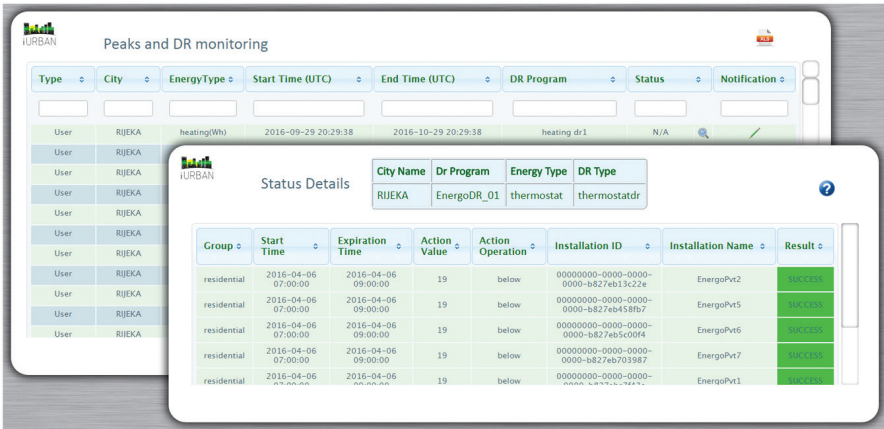 iURBAN
Peaks and DR monitoring
XLS
Type City EnergyType Start Time (UTC) End Time (UTC) DR Program Status Notification
User RIJEKA heating(Wh) 2016-09-29 20:29:38 2016-10-29 20:29:38 heating dr1 N/A
User RIJEKA
User RIJEKA
User RIJEKA
User RIJEKA
User RIJEKA
User RIJEKA
User RIJEKA
User RIJEKA
User RIJEKA
User RIJEKA
iURBAN
Status Details
City Name Dr Program Energy Type DR Type
RIJEKA EnergoDR_01 thermostat thermostatdr
?
Group Start Time Expiration Time Action Value Action Operation Installation ID Installation Name Result
residential 2016-04-06 07:00:00 2016-04-06 09:00:00 19 below 00000000-0000-0000-0000-b827eb13c22e EnergoPvt2 SUCCESS
residential 2016-04-06 07:00:00 2016-04-06 09:00:00 19 below 00000000-0000-0000-0000-b827eb458fb7 EnergoPvt5 SUCCESS
residential 2016-04-06 07:00:00 2016-04-06 09:00:00 19 below 00000000-0000-0000-0000-b827eb5c00f4 EnergoPvt6 SUCCESS
residential 2016-04-06 07:00:00 2016-04-06 09:00:00 19 below 00000000-0000-0000-0000-b827eb703987 EnergoPvt7 SUCCESS
residential 2016-04-06 07:00:00 2016-04-06 09:00:00 19 below 00000000-0000-0000- EnergoPvt1 SUCCESS